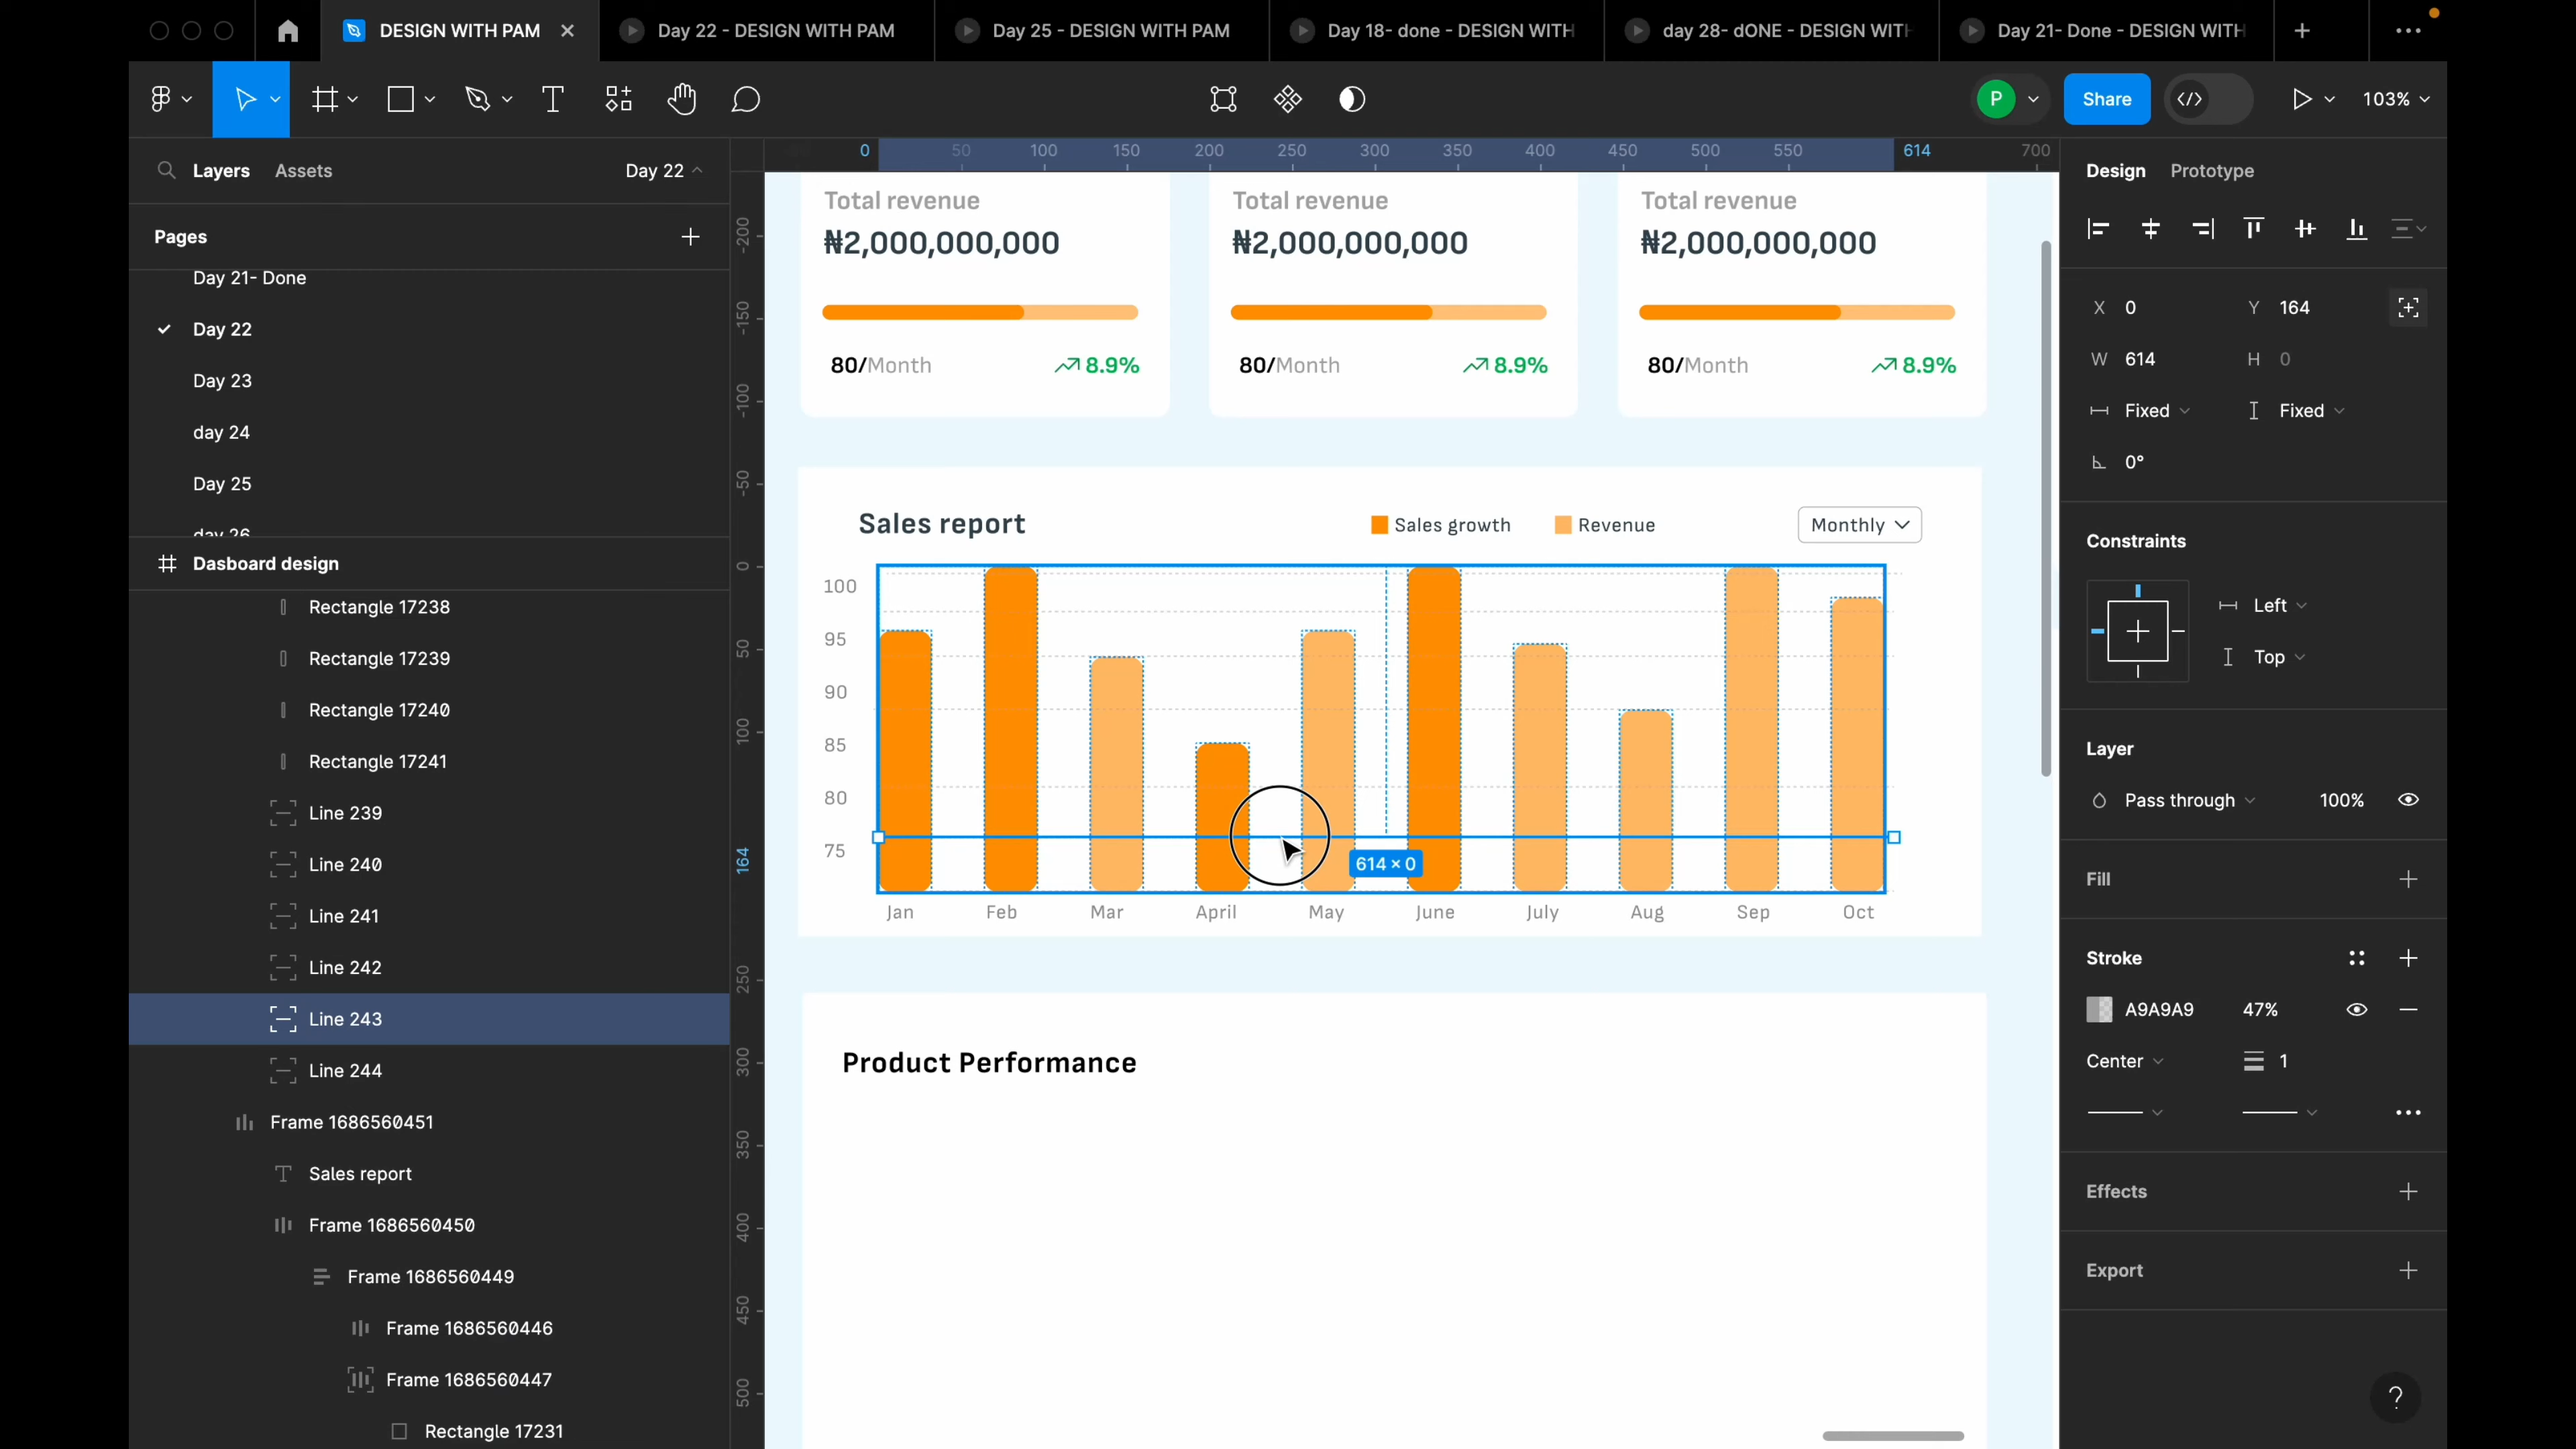 DESIGN WITH PAM
Day 22 - DESIGN WITH PAM
Day 25 - DESIGN WITH PAM
Day 18- done - DESIGN WITH
day 28- dONE - DESIGN WITH
Day 21- Done - DESIGN WITH
P
Share
103%
Layers
Assets
Day 22
Pages
Day 21- Done
Day 22
Day 23
day 24
Day 25
day 26
Dasboard design
Rectangle 17238
Rectangle 17239
Rectangle 17240
Rectangle 17241
Line 239
Line 240
Line 241
Line 242
Line 243
Line 244
Frame 1686560451
Sales report
Frame 1686560450
Frame 1686560449
Frame 1686560446
Frame 1686560447
Rectangle 17231
0 50 100 150 200 250 300 350 400 450 500 550 614 700
-200
-150
-100
-50
0
50
100
164
250
300
350
400
450
500
Total revenue
₦2,000,000,000
80/Month
8.9%
Total revenue
₦2,000,000,000
80/Month
8.9%
Total revenue
₦2,000,000,000
80/Month
8.9%
Sales report
Sales growth
Revenue
Monthly
100
95
90
85
80
75
614 × 0
Jan Feb Mar April May June July Aug Sep Oct
Product Performance
Design
Prototype
X 0
Y 164
W 614
H 0
Fixed
Fixed
0°
Constraints
Left
Top
Layer
Pass through
100%
Fill
Stroke
A9A9A9
47%
Center
1
Effects
Export
?